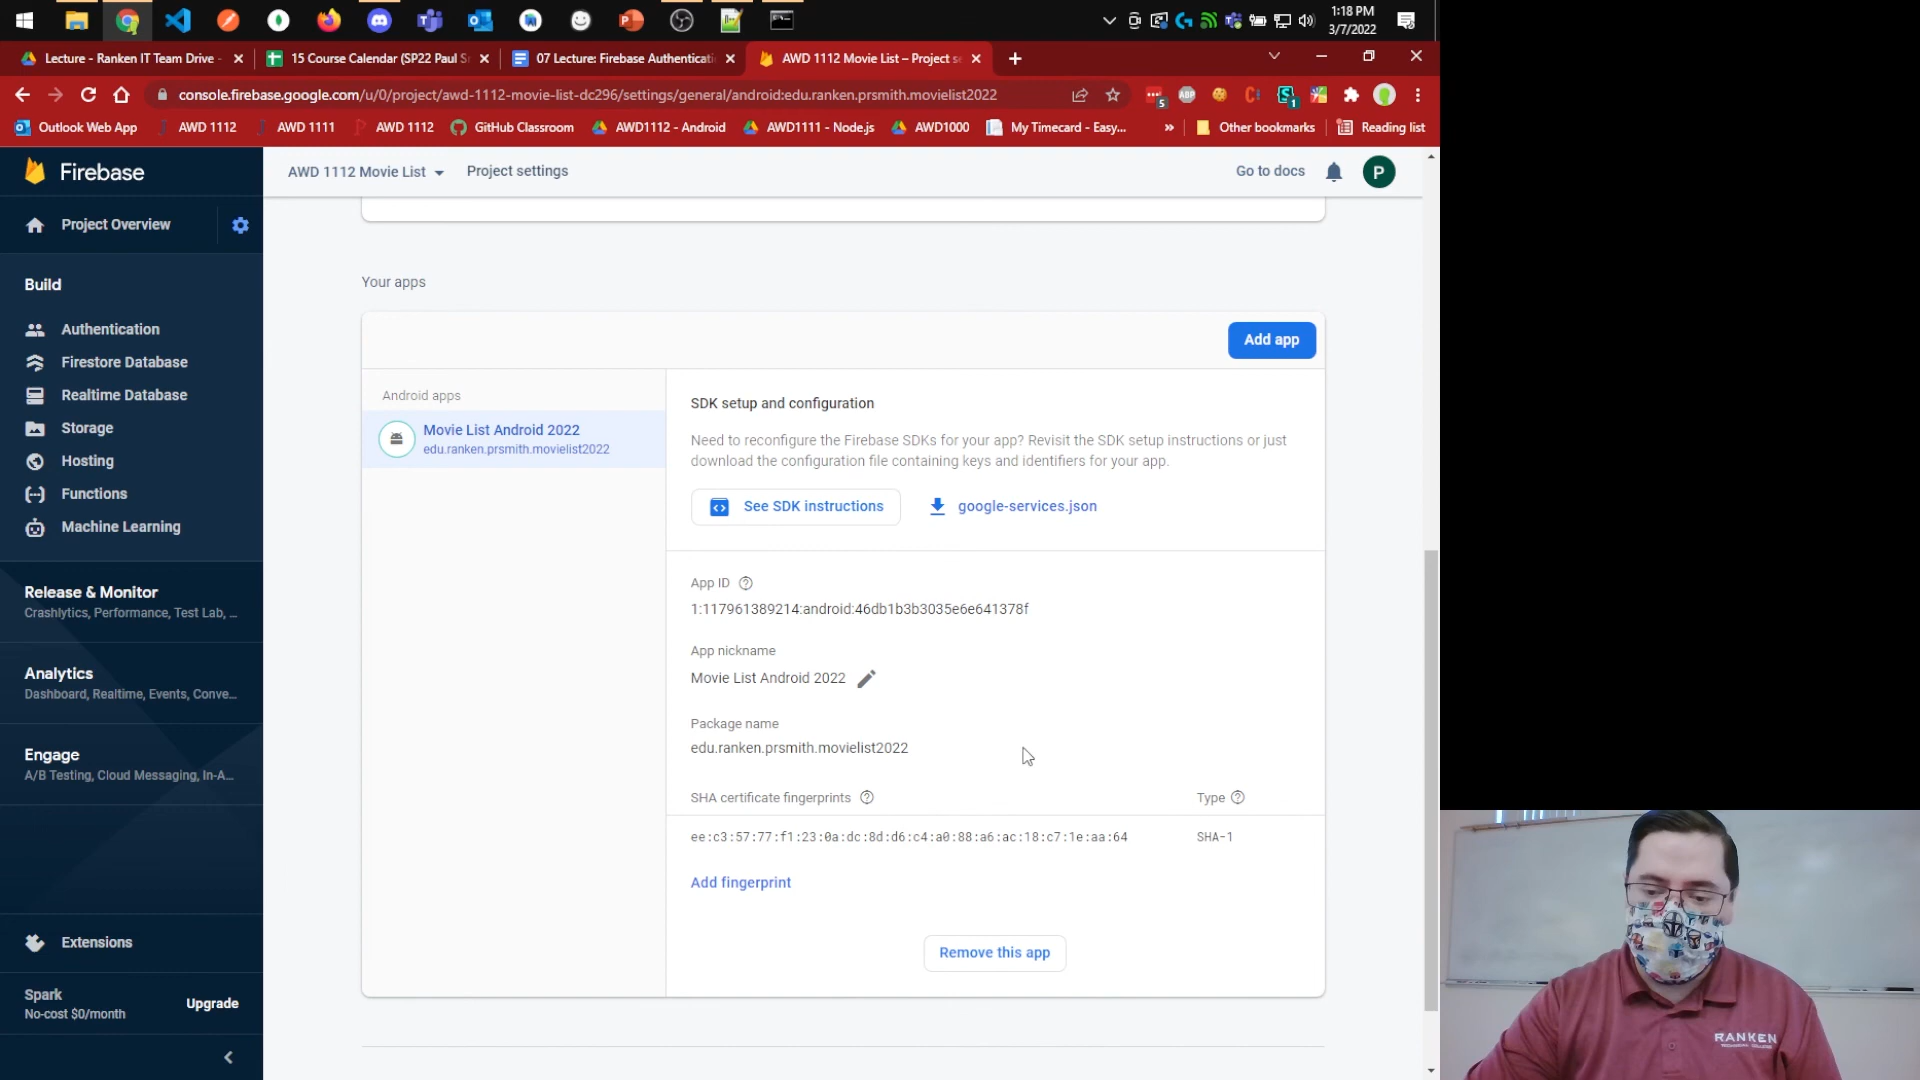 1:18 PM
3/7/2022
Lecture - Ranken IT Team Drive -
15 Course Calendar (SP22 Paul S
07 Lecture: Firebase Authenticati
AWD 1112 Movie List – Project se
console.firebase.google.com/u/0/project/awd-1112-movie-list-dc296/settings/general/android:edu.ranken.prsmith.movielist2022
5
ABP
1
Outlook Web App
AWD 1112
AWD 1111
AWD 1112
GitHub Classroom
AWD1112 - Android
AWD1111 - Node.js
AWD1000
My Timecard - Easy...
»
Other bookmarks
Reading list
Firebase
AWD 1112 Movie List
Project settings
Go to docs
P
Project Overview
Build
Authentication
Firestore Database
Realtime Database
Storage
Hosting
Functions
Machine Learning
Release & Monitor
Crashlytics, Performance, Test Lab, ...
Analytics
Dashboard, Realtime, Events, Conve...
Engage
A/B Testing, Cloud Messaging, In-A...
Extensions
Spark
No-cost $0/month
Upgrade
Your apps
Add app
Android apps
Movie List Android 2022
edu.ranken.prsmith.movielist2022
SDK setup and configuration
Need to reconfigure the Firebase SDKs for your app? Revisit the SDK setup instructions or just
download the configuration file containing keys and identifiers for your app.
See SDK instructions
google-services.json
App ID
1:117961389214:android:46db1b3b3035e6e641378f
App nickname
Movie List Android 2022
Package name
edu.ranken.prsmith.movielist2022
SHA certificate fingerprints
Type
ee:c3:57:77:f1:23:0a:dc:8d:d6:c4:a0:88:a6:ac:18:c7:1e:aa:64
SHA-1
Add fingerprint
Remove this app
RANKEN